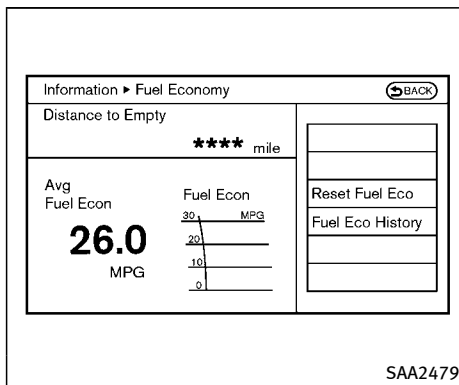 Information ▸ Fuel Economy
BACK
Distance to Empty
**** mile
Avg
Fuel Econ
26.0
MPG
Fuel Econ
30 MPG
20
10
0
Reset Fuel Eco
Fuel Eco History
SAA2479